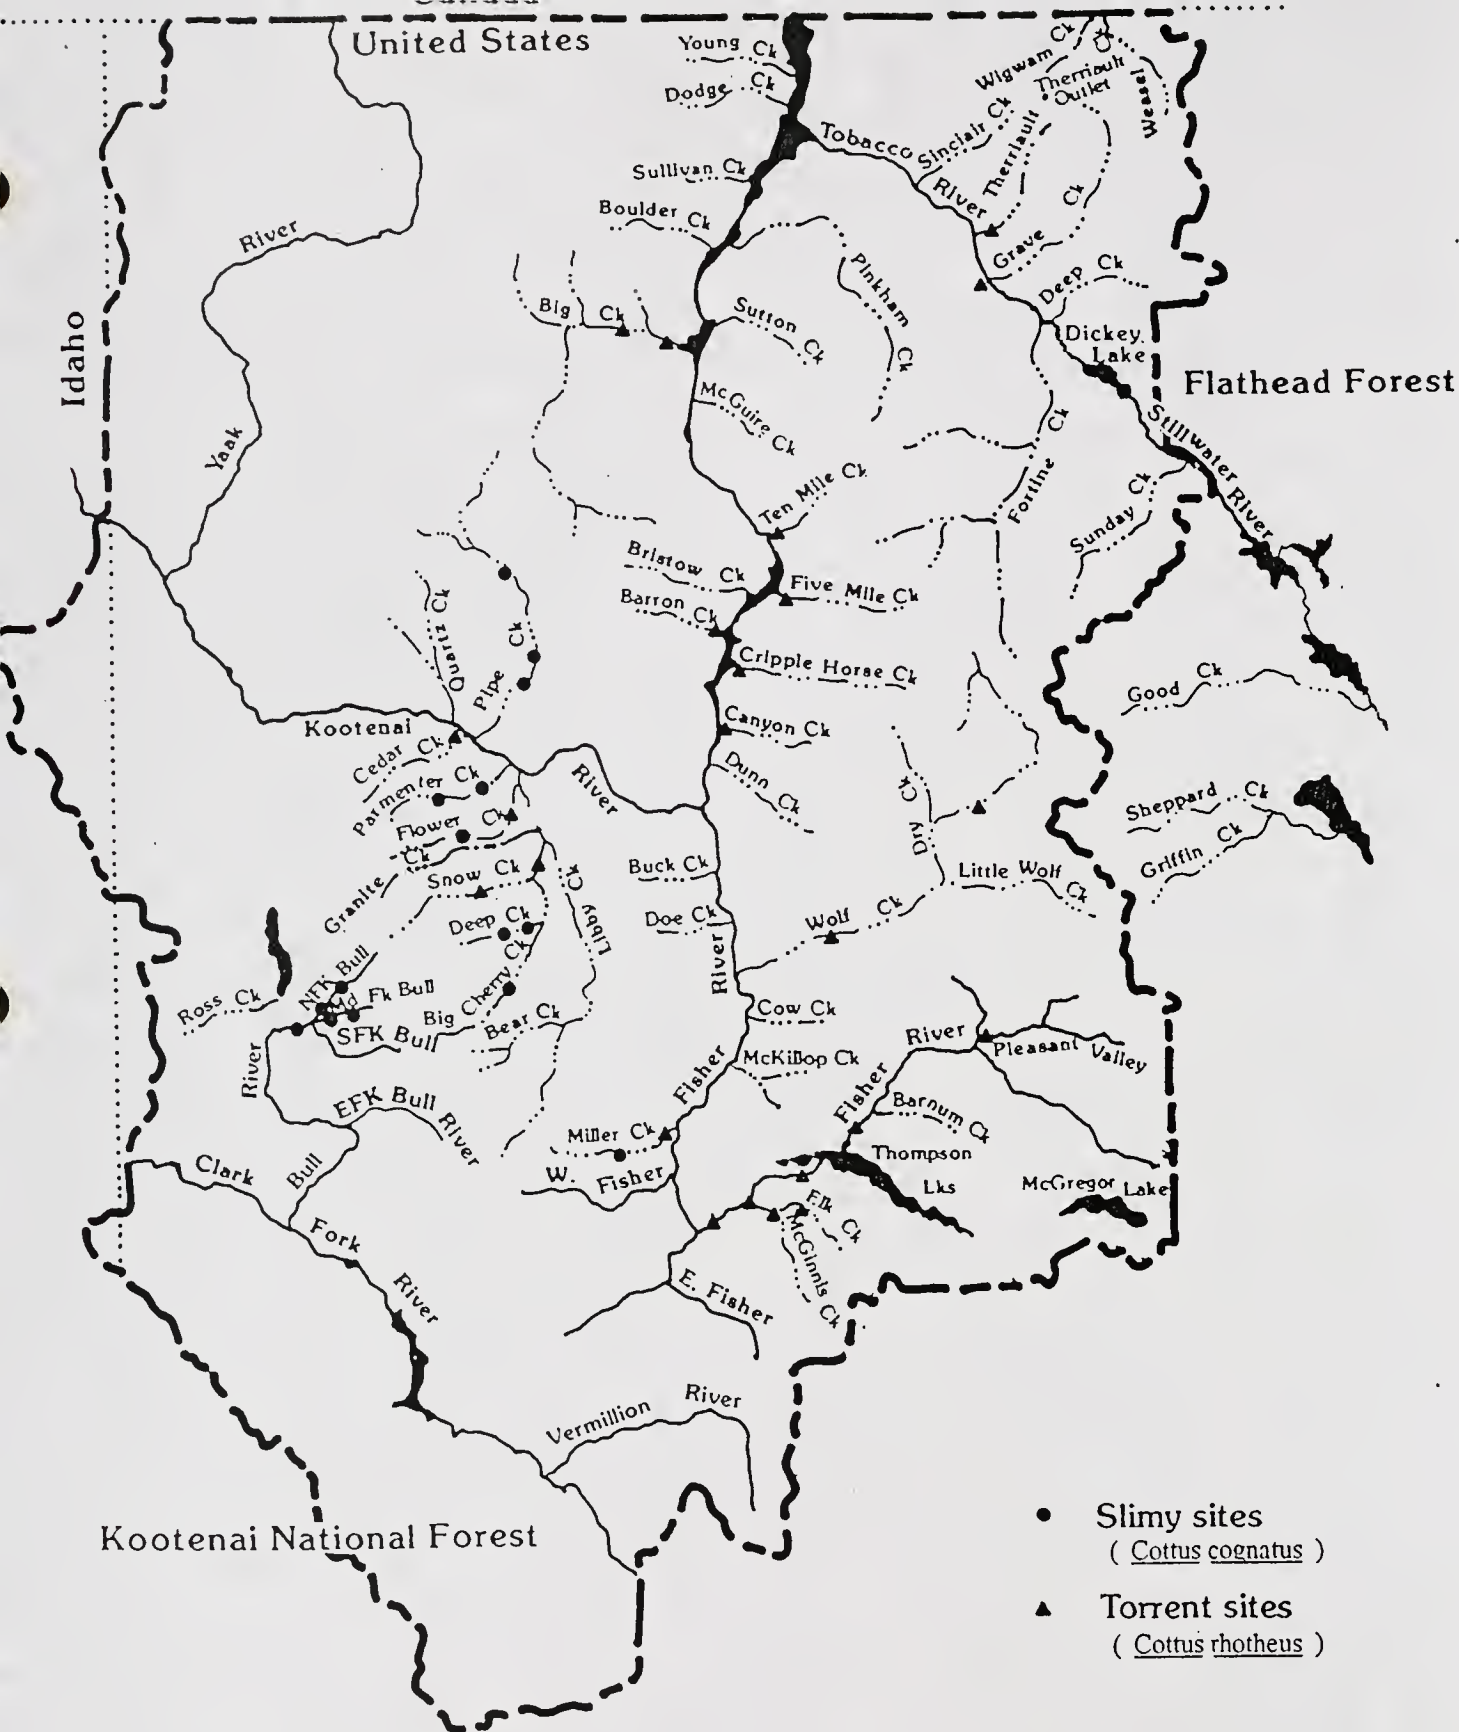 United States
Idaho
Young Ck
Dodge Ck
Sullivan Ck
Boulder Ck
Tobacco River
Sinclair Ck
Wigwam Ck
Therriault
Outlet
Ck
Weasel
Therriault
Grave Ck
Deep Ck
Dickey
Lake
Flathead Forest
Stillwater River
Yaak River
Big Ck
Pinkham Ck
Sutton Ck
McGuire Ck
Ten Mile Ck
Fortine Ck
Sunday Ck
Bristow Ck
Barron Ck
Five Mile Ck
Cripple Horse Ck
Canyon Ck
Dunn Ck
Quartz Ck
Pipe Ck
Kootenai River
Cedar Ck
Parmenter Ck
Flower Ck
Granite Ck
Snow Ck
Libby Ck
Deep Ck
Big Cherry Ck
Bear Ck
Good Ck
Sheppard Ck
Griffin Ck
Dry Ck
Little Wolf Ck
Wolf Ck
Buck Ck
Doe Ck
Fisher River
Cow Ck
McKillop Ck
Ross Ck
NFK Bull
Md Fk Bull
SFK Bull
EFK Bull River
Bull River
Clark Fork River
Miller Ck
W. Fisher
Fisher River
Pleasant Valley
Barnum Ck
Thompson
Lks
McGregor Lake
Elk Ck
McGinnis Ck
E. Fisher
Vermillion River
Kootenai National Forest
Slimy sites
( Cottus cognatus )
Torrent sites
( Cottus rhotheus )